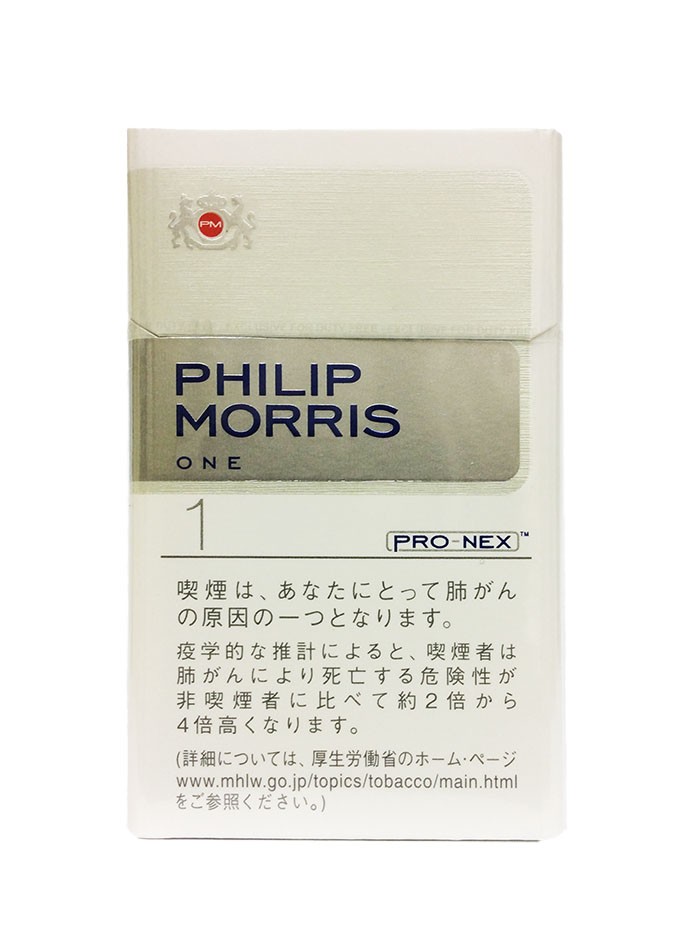 PM
EXCLUSIVE FOR DUTY FREE
PHILIP
MORRIS
ONE
1
PRO-NEX™
喫煙は、あなたにとって肺がん
の原因の一つとなります。
疫学的な推計によると、喫煙者は
肺がんにより死亡する危険性が
非喫煙者に比べて約2倍から
4倍高くなります。
(詳細については、厚生労働省のホーム・ページ
www.mhlw.go.jp/topics/tobacco/main.html
をご参照ください。)